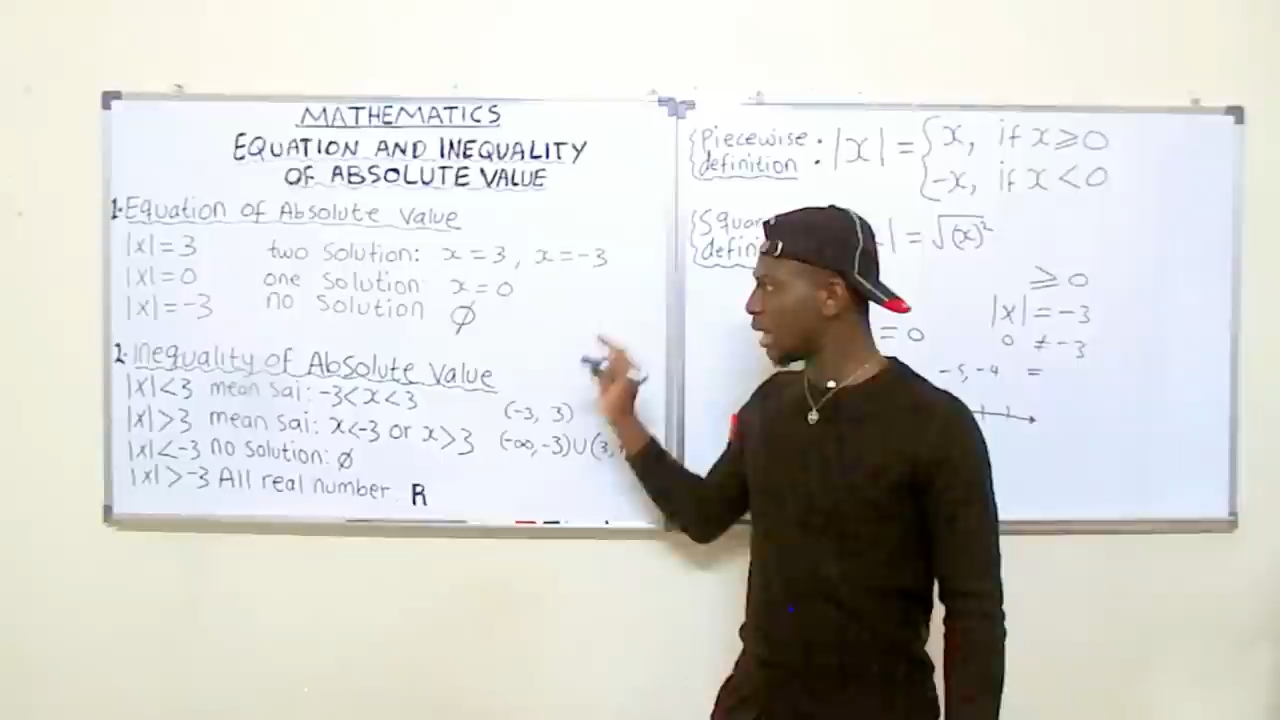 MATHEMATICS
EQUATION AND INEQUALITY
OF ABSOLUTE VALUE
1. Equation of Absolute Value
|x|=3 two solution: x=3, x=-3
|x|=0 one solution x=0
|x|=-3 no solution ∅
2. Inequality of Absolute Value
|x|<3 mean sai: -3<x<3 (-3, 3)
|x|>3 mean sai: x<-3 or x>3 (-∞,-3)∪(3,
|x|<-3 no solution: ∅
|x|>-3 All real number R
Piecewise definition: |x| = { x, if x≥0
-x, if x<0
definition
| = √(x)²
≥0
|x|=-3
=0
0 ≠-3
-5,-4 =